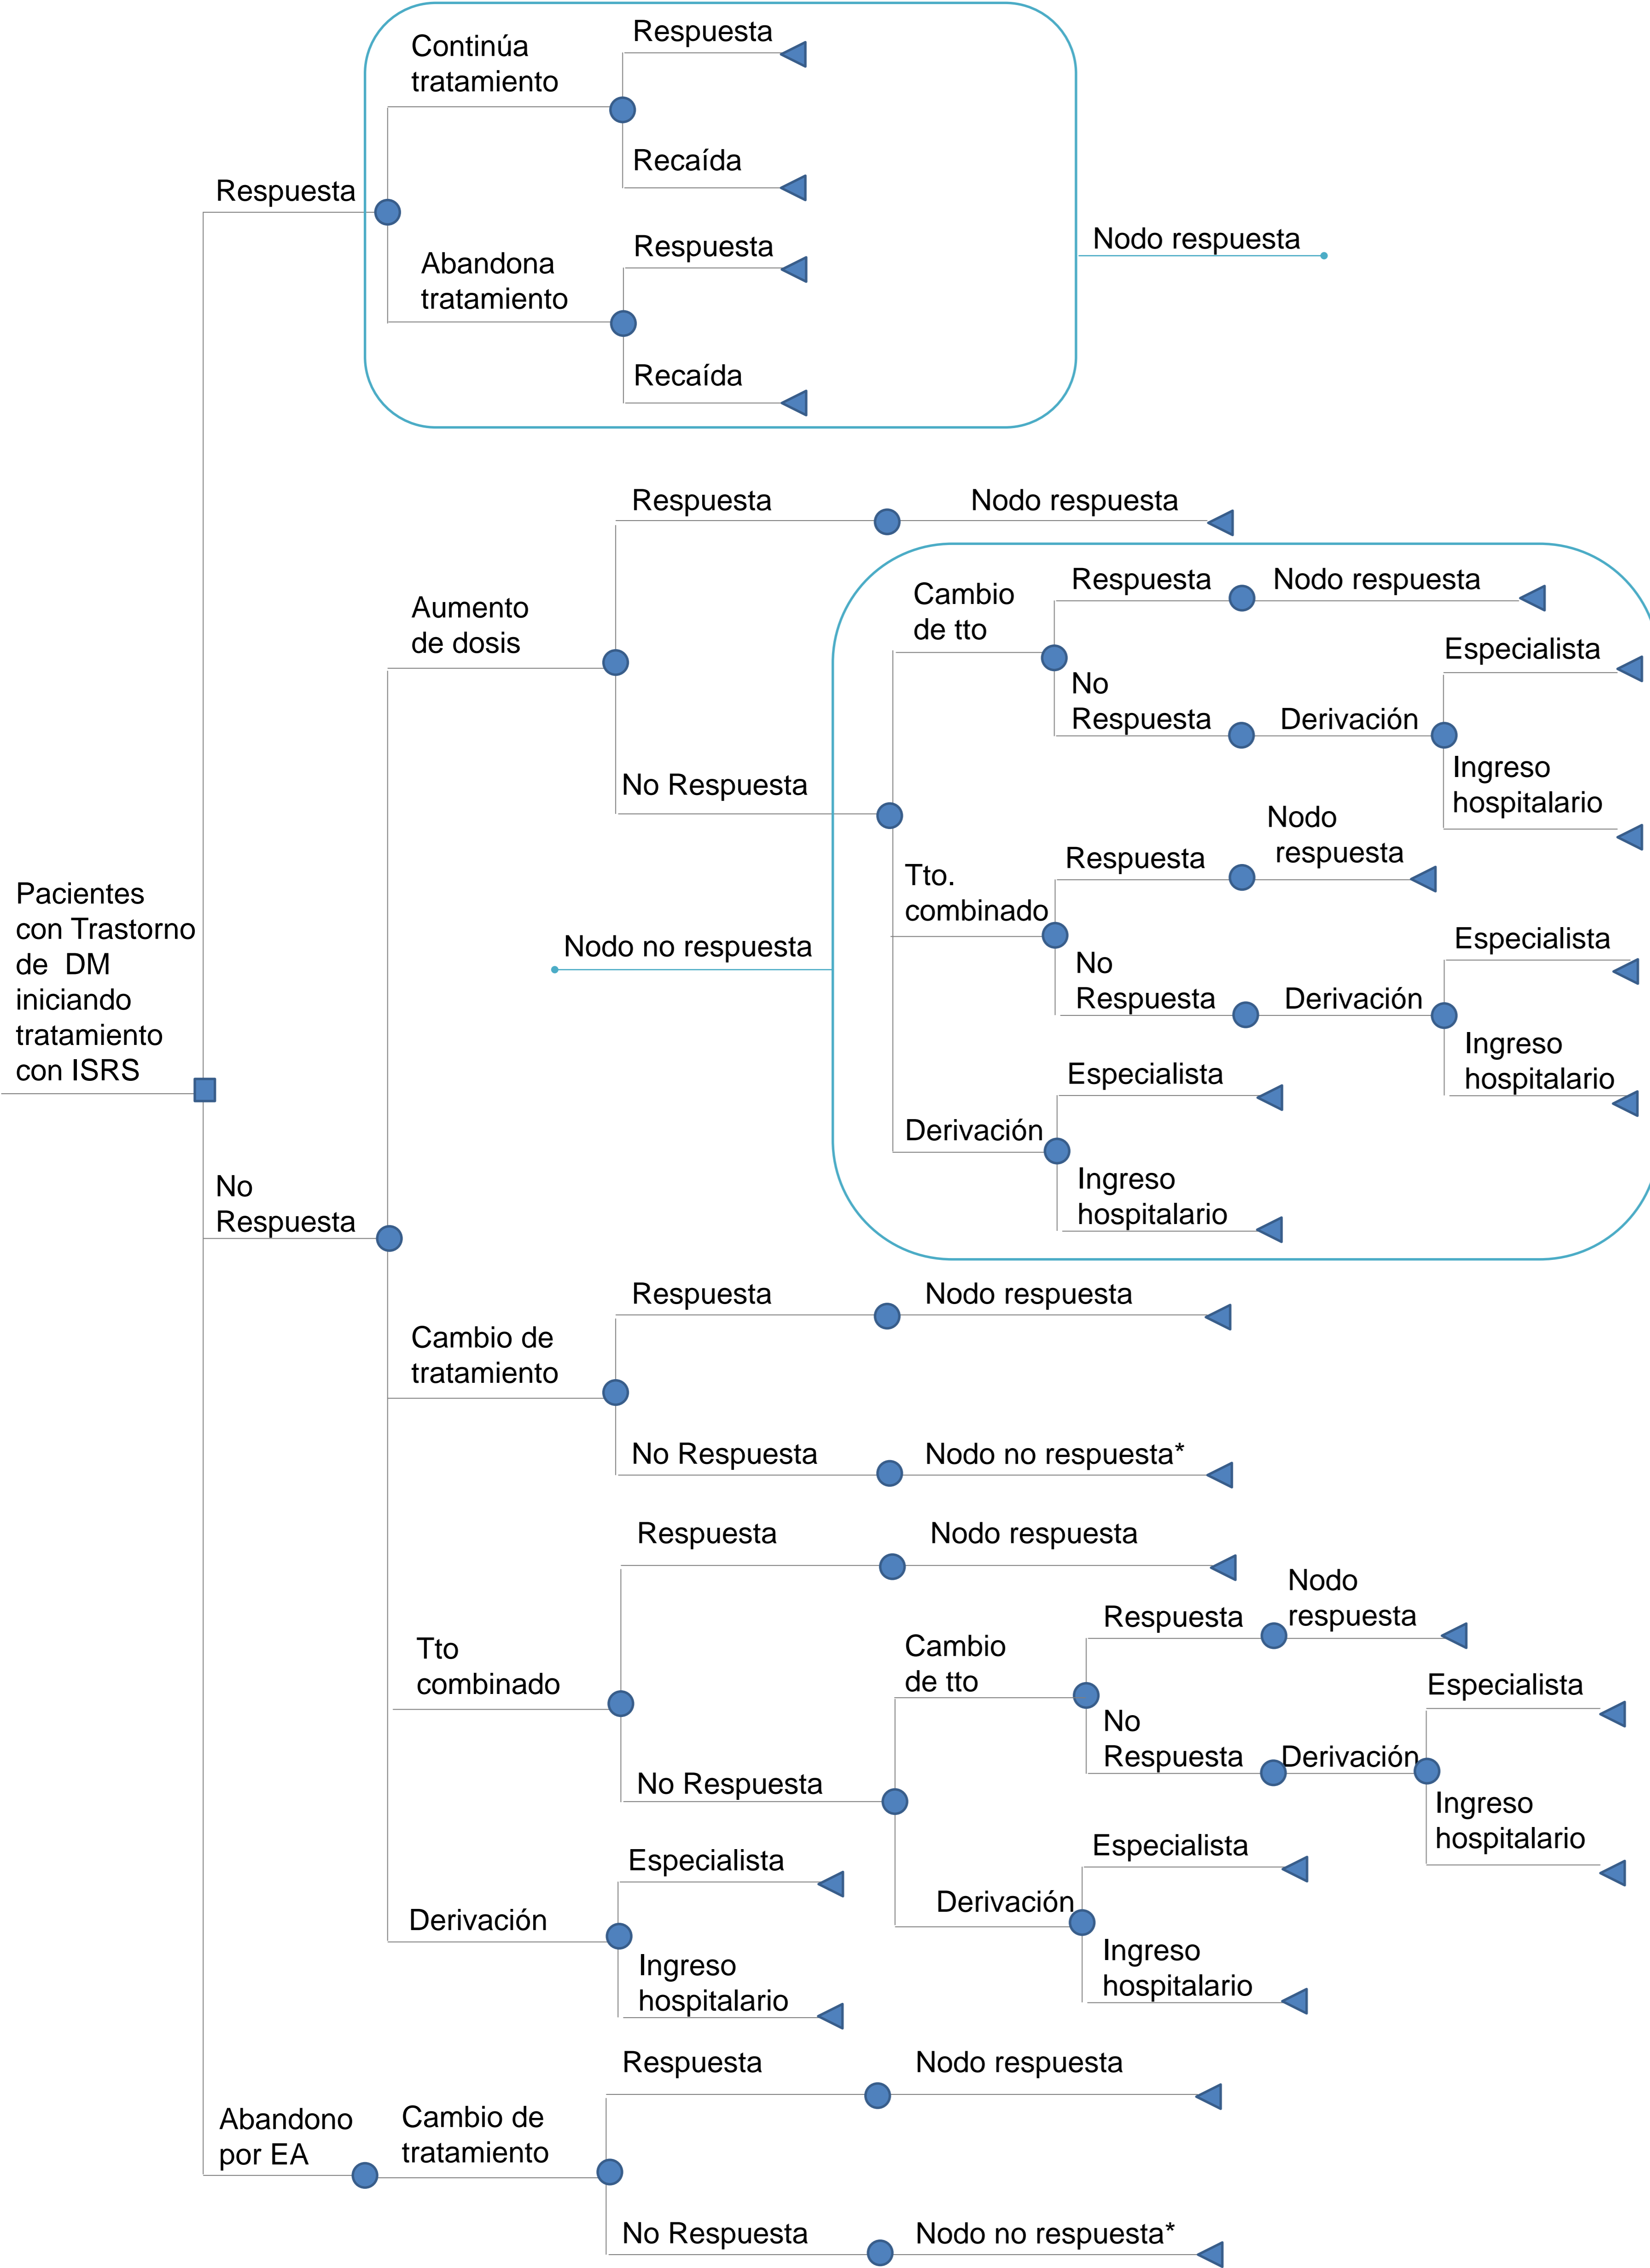 Continúa
tratamiento
Respuesta
Recaída
Respuesta
Abandona
tratamiento
Respuesta
Recaída
Nodo respuesta
Respuesta
Nodo respuesta
Aumento
de dosis
No Respuesta
Cambio
de tto
Respuesta
Nodo respuesta
No
Respuesta
Derivación
Especialista
Ingreso
hospitalario
Tto.
combinado
Respuesta
Nodo
respuesta
No
Respuesta
Derivación
Especialista
Ingreso
hospitalario
Derivación
Especialista
Ingreso
hospitalario
Nodo no respuesta
Pacientes
con Trastorno
de DM
iniciando
tratamiento
con ISRS
No
Respuesta
Cambio de
tratamiento
Respuesta
Nodo respuesta
No Respuesta
Nodo no respuesta*
Tto
combinado
Respuesta
Nodo respuesta
No Respuesta
Cambio
de tto
Respuesta
Nodo
respuesta
No
Respuesta
Derivación
Especialista
Ingreso
hospitalario
Derivación
Especialista
Ingreso
hospitalario
Derivación
Especialista
Ingreso
hospitalario
Abandono
por EA
Cambio de
tratamiento
Respuesta
Nodo respuesta
No Respuesta
Nodo no respuesta*